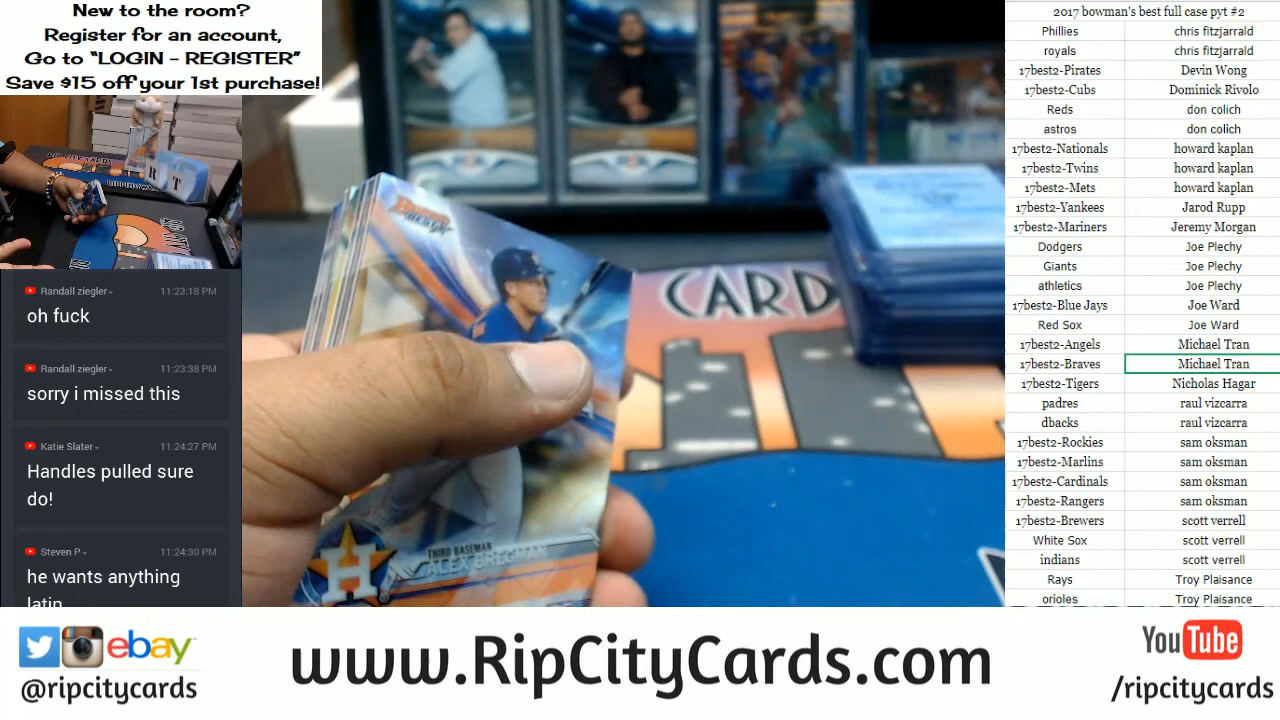 New to the room?
Register for an account,
Go to “LOGIN - REGISTER”
Save $15 off your 1st purchase!
Randall ziegler
11:23:18 PM
oh fuck
Randall ziegler
11:23:38 PM
sorry i missed this
Katie Slater
11:24:27 PM
Handles pulled sure
do!
Steven P
11:24:30 PM
he wants anything
latin
BEST
CARD
THIRD BASEMAN
ALEX BREGMAN
H
2017 bowman's best full case pyt #2
Phillies chris fitzjarrald
royals chris fitzjarrald
17best2-Pirates Devin Wong
17best2-Cubs Dominick Rivolo
Reds don colich
astros don colich
17best2-Nationals howard kaplan
17best2-Twins howard kaplan
17best2-Mets howard kaplan
17best2-Yankees Jarod Rupp
17best2-Mariners Jeremy Morgan
Dodgers Joe Plechy
Giants Joe Plechy
athletics Joe Plechy
17best2-Blue Jays Joe Ward
Red Sox Joe Ward
17best2-Angels Michael Tran
17best2-Braves Michael Tran
17best2-Tigers Nicholas Hagar
padres raul vizcarra
dbacks raul vizcarra
17best2-Rockies sam oksman
17best2-Marlins sam oksman
17best2-Cardinals sam oksman
17best2-Rangers sam oksman
17best2-Brewers scott verrell
White Sox scott verrell
indians scott verrell
Rays Troy Plaisance
orioles Troy Plaisance
ebay
@ripcitycards
www.RipCityCards.com
YouTube
/ripcitycards